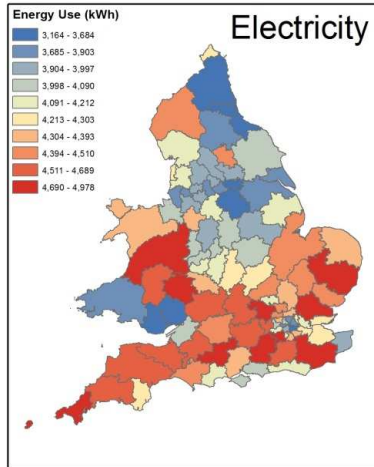 Electricity
Energy Use (kWh)
3,164 - 3,684
3,685 - 3,903
3,904 - 3,997
3,998 - 4,090
4,091 - 4,212
4,213 - 4,303
4,304 - 4,393
4,394 - 4,510
4,511 - 4,689
4,690 - 4,978